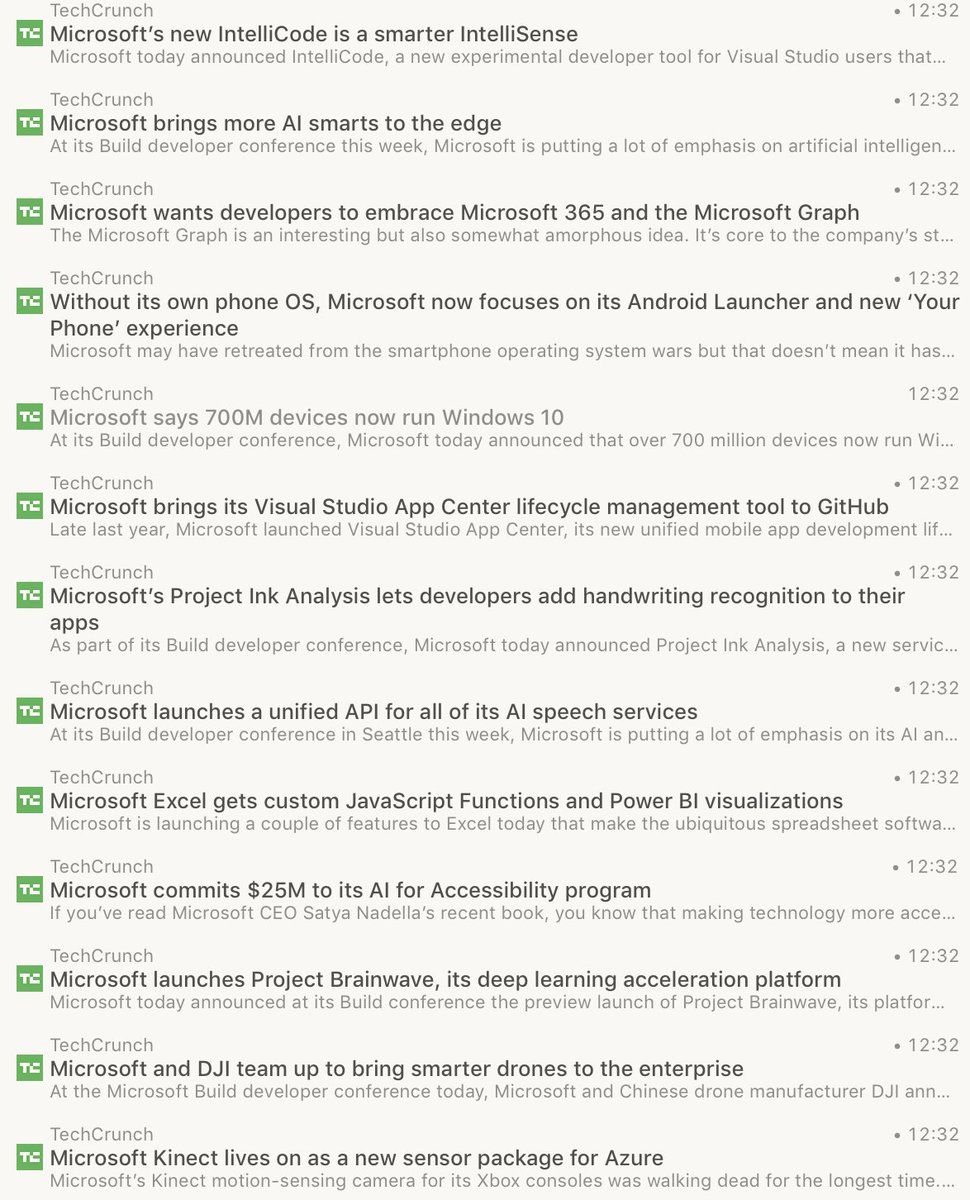 TechCrunch • 12:32
Microsoft’s new IntelliCode is a smarter IntelliSense
Microsoft today announced IntelliCode, a new experimental developer tool for Visual Studio users that…
TechCrunch • 12:32
Microsoft brings more AI smarts to the edge
At its Build developer conference this week, Microsoft is putting a lot of emphasis on artificial intelligen…
TechCrunch • 12:32
Microsoft wants developers to embrace Microsoft 365 and the Microsoft Graph
The Microsoft Graph is an interesting but also somewhat amorphous idea. It’s core to the company’s st…
TechCrunch • 12:32
Without its own phone OS, Microsoft now focuses on its Android Launcher and new ‘Your
Phone’ experience
Microsoft may have retreated from the smartphone operating system wars but that doesn’t mean it has…
TechCrunch 12:32
Microsoft says 700M devices now run Windows 10
At its Build developer conference, Microsoft today announced that over 700 million devices now run Wi…
TechCrunch • 12:32
Microsoft brings its Visual Studio App Center lifecycle management tool to GitHub
Late last year, Microsoft launched Visual Studio App Center, its new unified mobile app development lif…
TechCrunch • 12:32
Microsoft’s Project Ink Analysis lets developers add handwriting recognition to their
apps
As part of its Build developer conference, Microsoft today announced Project Ink Analysis, a new servic…
TechCrunch • 12:32
Microsoft launches a unified API for all of its AI speech services
At its Build developer conference in Seattle this week, Microsoft is putting a lot of emphasis on its AI an…
TechCrunch • 12:32
Microsoft Excel gets custom JavaScript Functions and Power BI visualizations
Microsoft is launching a couple of features to Excel today that make the ubiquitous spreadsheet softwa…
TechCrunch • 12:32
Microsoft commits $25M to its AI for Accessibility program
If you’ve read Microsoft CEO Satya Nadella’s recent book, you know that making technology more acce…
TechCrunch • 12:32
Microsoft launches Project Brainwave, its deep learning acceleration platform
Microsoft today announced at its Build conference the preview launch of Project Brainwave, its platfor…
TechCrunch • 12:32
Microsoft and DJI team up to bring smarter drones to the enterprise
At the Microsoft Build developer conference today, Microsoft and Chinese drone manufacturer DJI ann…
TechCrunch • 12:32
Microsoft Kinect lives on as a new sensor package for Azure
Microsoft’s Kinect motion-sensing camera for its Xbox consoles was walking dead for the longest time.…